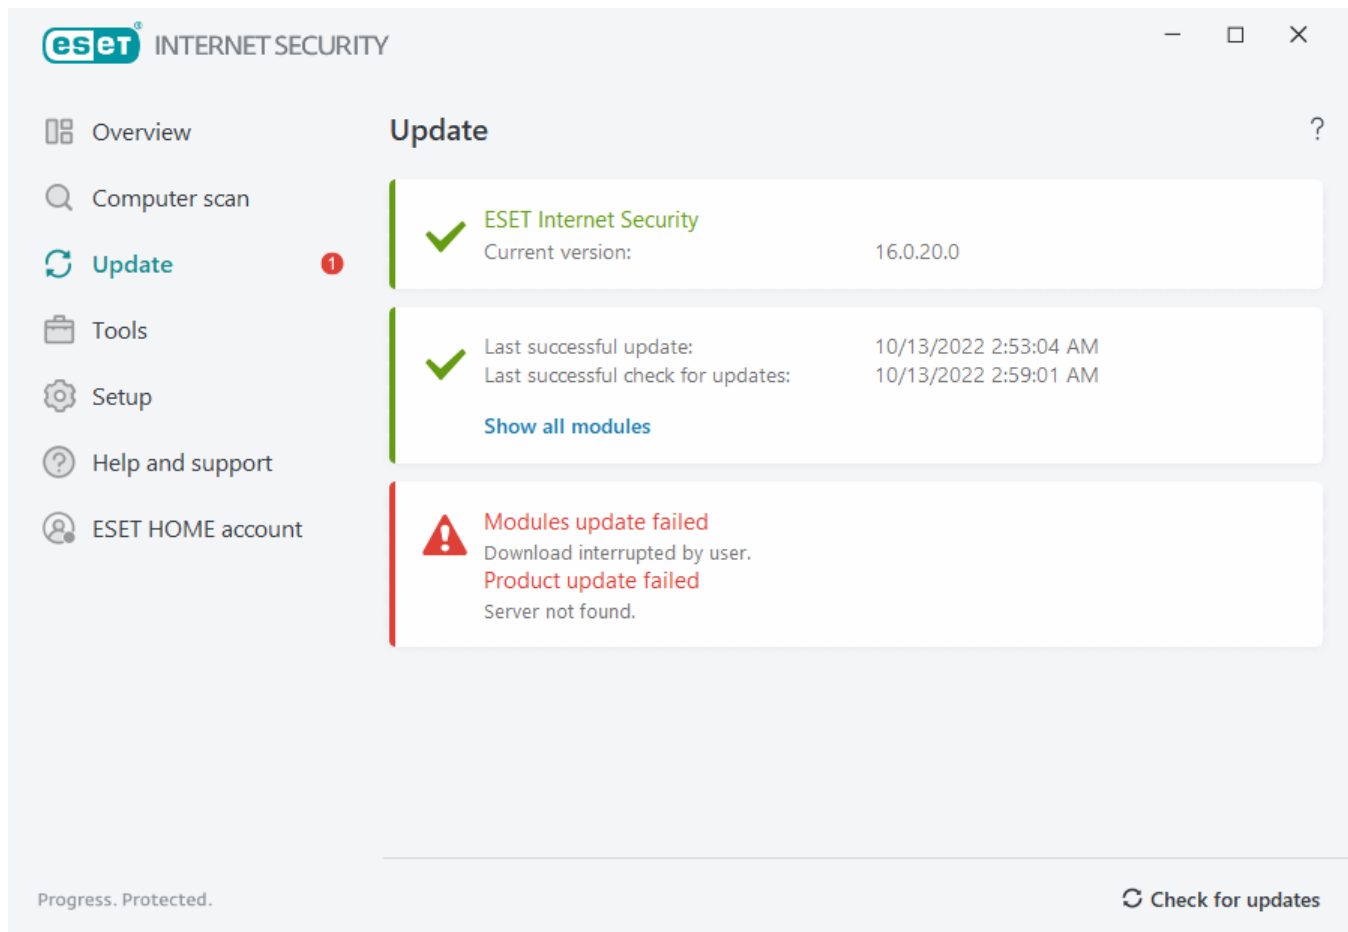 eset® INTERNET SECURITY
Overview
Computer scan
Update 1
Tools
Setup
Help and support
ESET HOME account
Update ?
ESET Internet Security
Current version: 16.0.20.0
Last successful update: 10/13/2022 2:53:04 AM
Last successful check for updates: 10/13/2022 2:59:01 AM
Show all modules
Modules update failed
Download interrupted by user.
Product update failed
Server not found.
Progress. Protected.
Check for updates